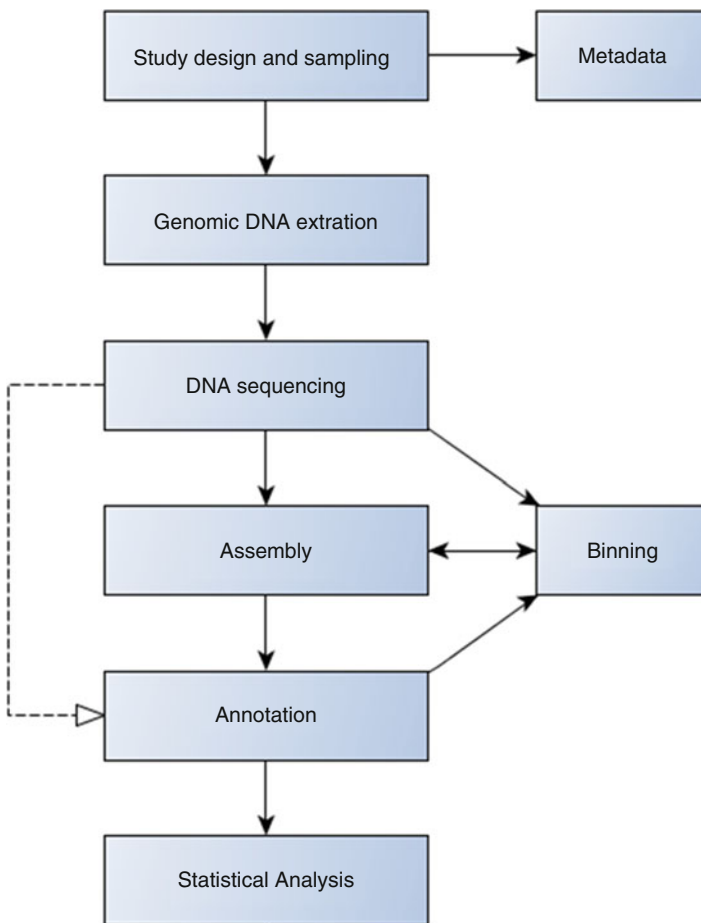 Study design and sampling
Metadata
Genomic DNA extration
DNA sequencing
Assembly
Binning
Annotation
Statistical Analysis